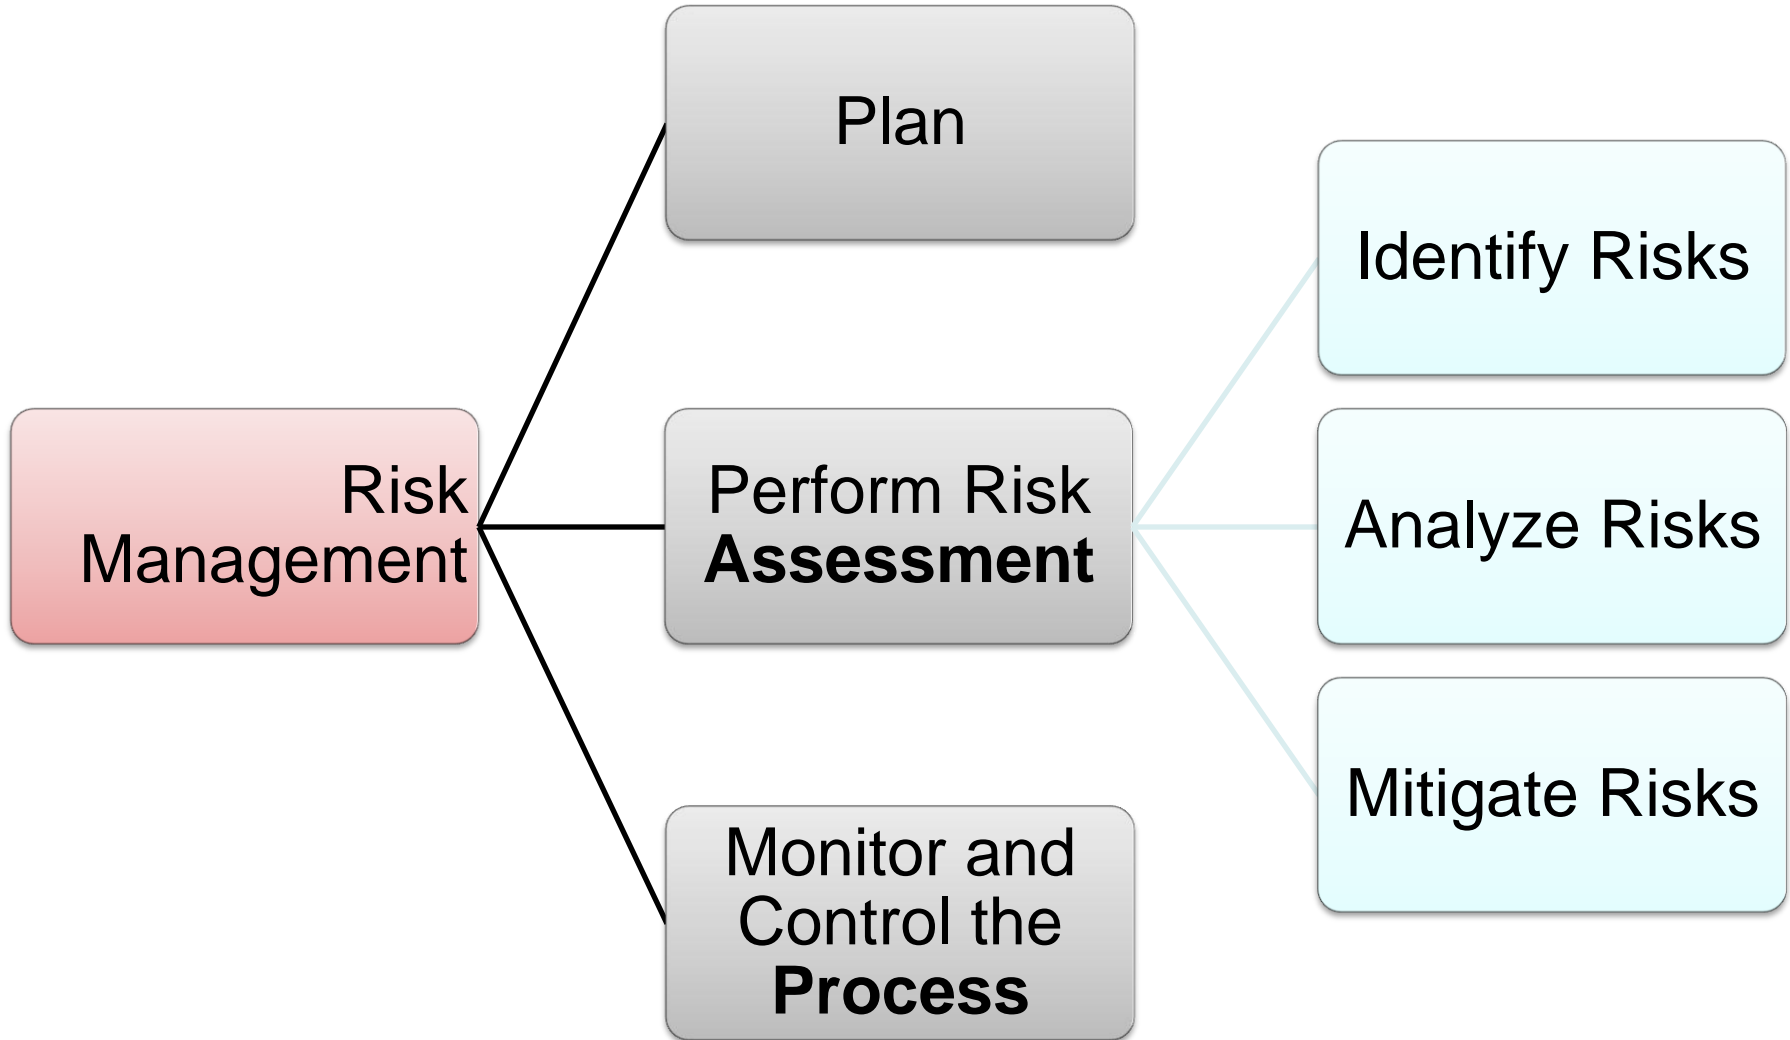 Plan
Identify Risks
Risk
Management
Perform Risk
Assessment
Analyze Risks
Mitigate Risks
Monitor and
Control the
Process